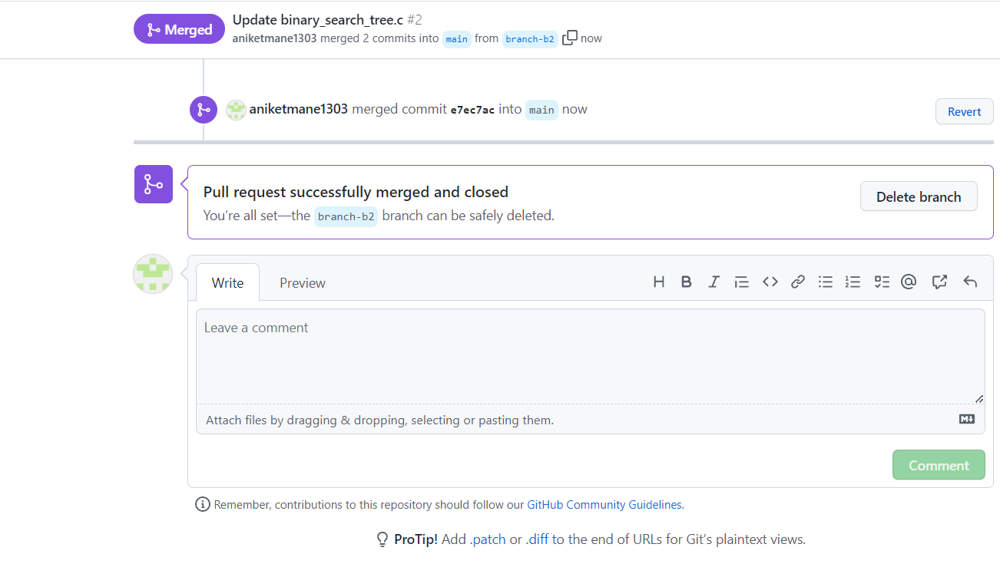 Merged
Update binary_search_tree.c #2
aniketmane1303 merged 2 commits into main from branch-b2 now
aniketmane1303 merged commit e7ec7ac into main now
Revert
Pull request successfully merged and closed
You’re all set—the branch-b2 branch can be safely deleted.
Delete branch
Write Preview
Leave a comment
Attach files by dragging & dropping, selecting or pasting them.
Comment
Remember, contributions to this repository should follow our GitHub Community Guidelines.
ProTip! Add .patch or .diff to the end of URLs for Git’s plaintext views.